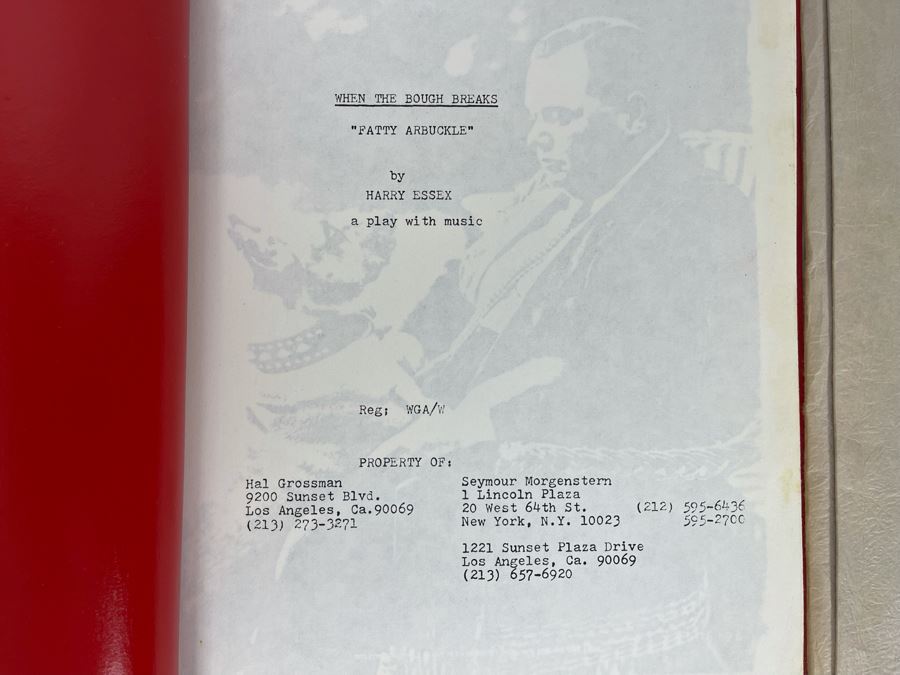 WHEN THE BOUGH BREAKS
"FATTY ARBUCKLE"
by
HARRY ESSEX
a play with music
Reg; WGA/W
PROPERTY OF:
Hal Grossman
9200 Sunset Blvd.
Los Angeles, Ca.90069
(213) 273-3271
Seymour Morgenstern
1 Lincoln Plaza
20 West 64th St. (212) 595-6436
New York, N.Y. 10023 595-2700
1221 Sunset Plaza Drive
Los Angeles, Ca. 90069
(213) 657-6920